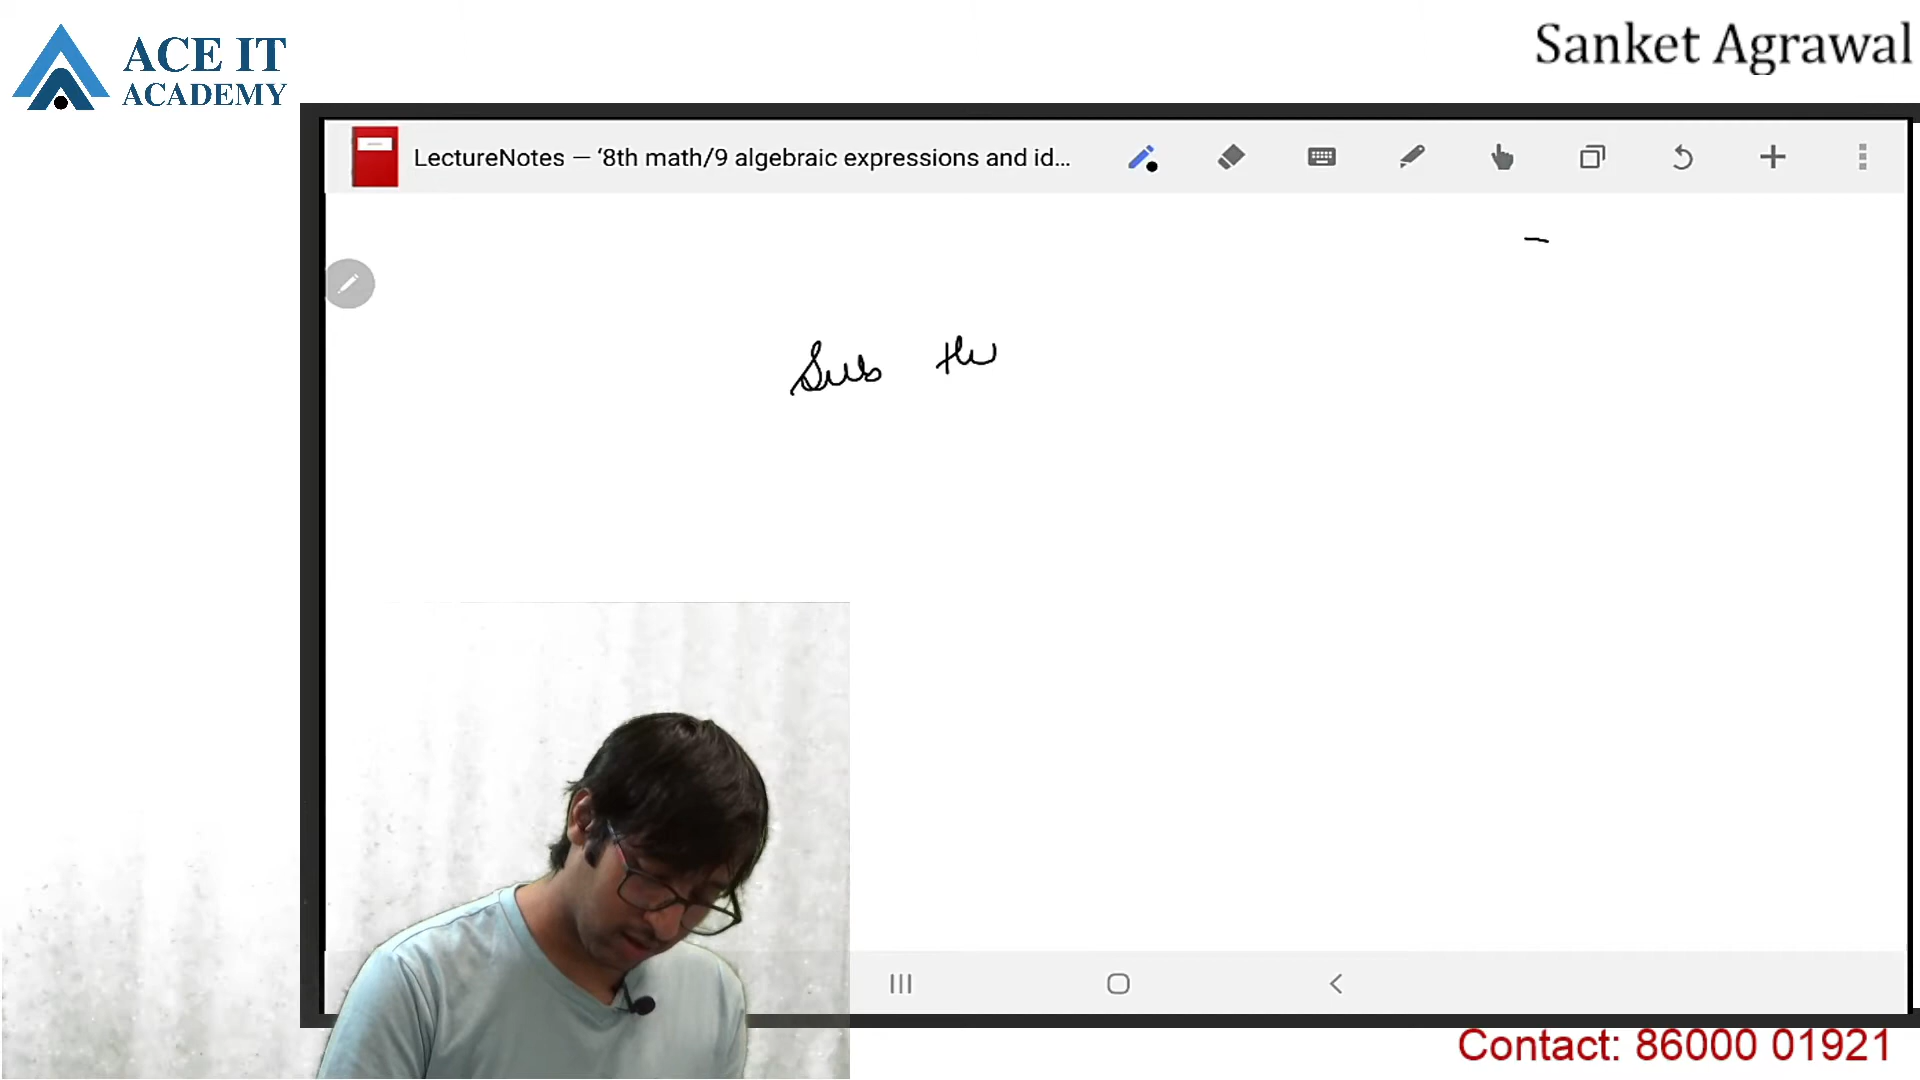 ACE IT
ACADEMY
Sanket Agrawal
LectureNotes — ‘8th math/9 algebraic expressions and id...
Sub the
Contact: 86000 01921